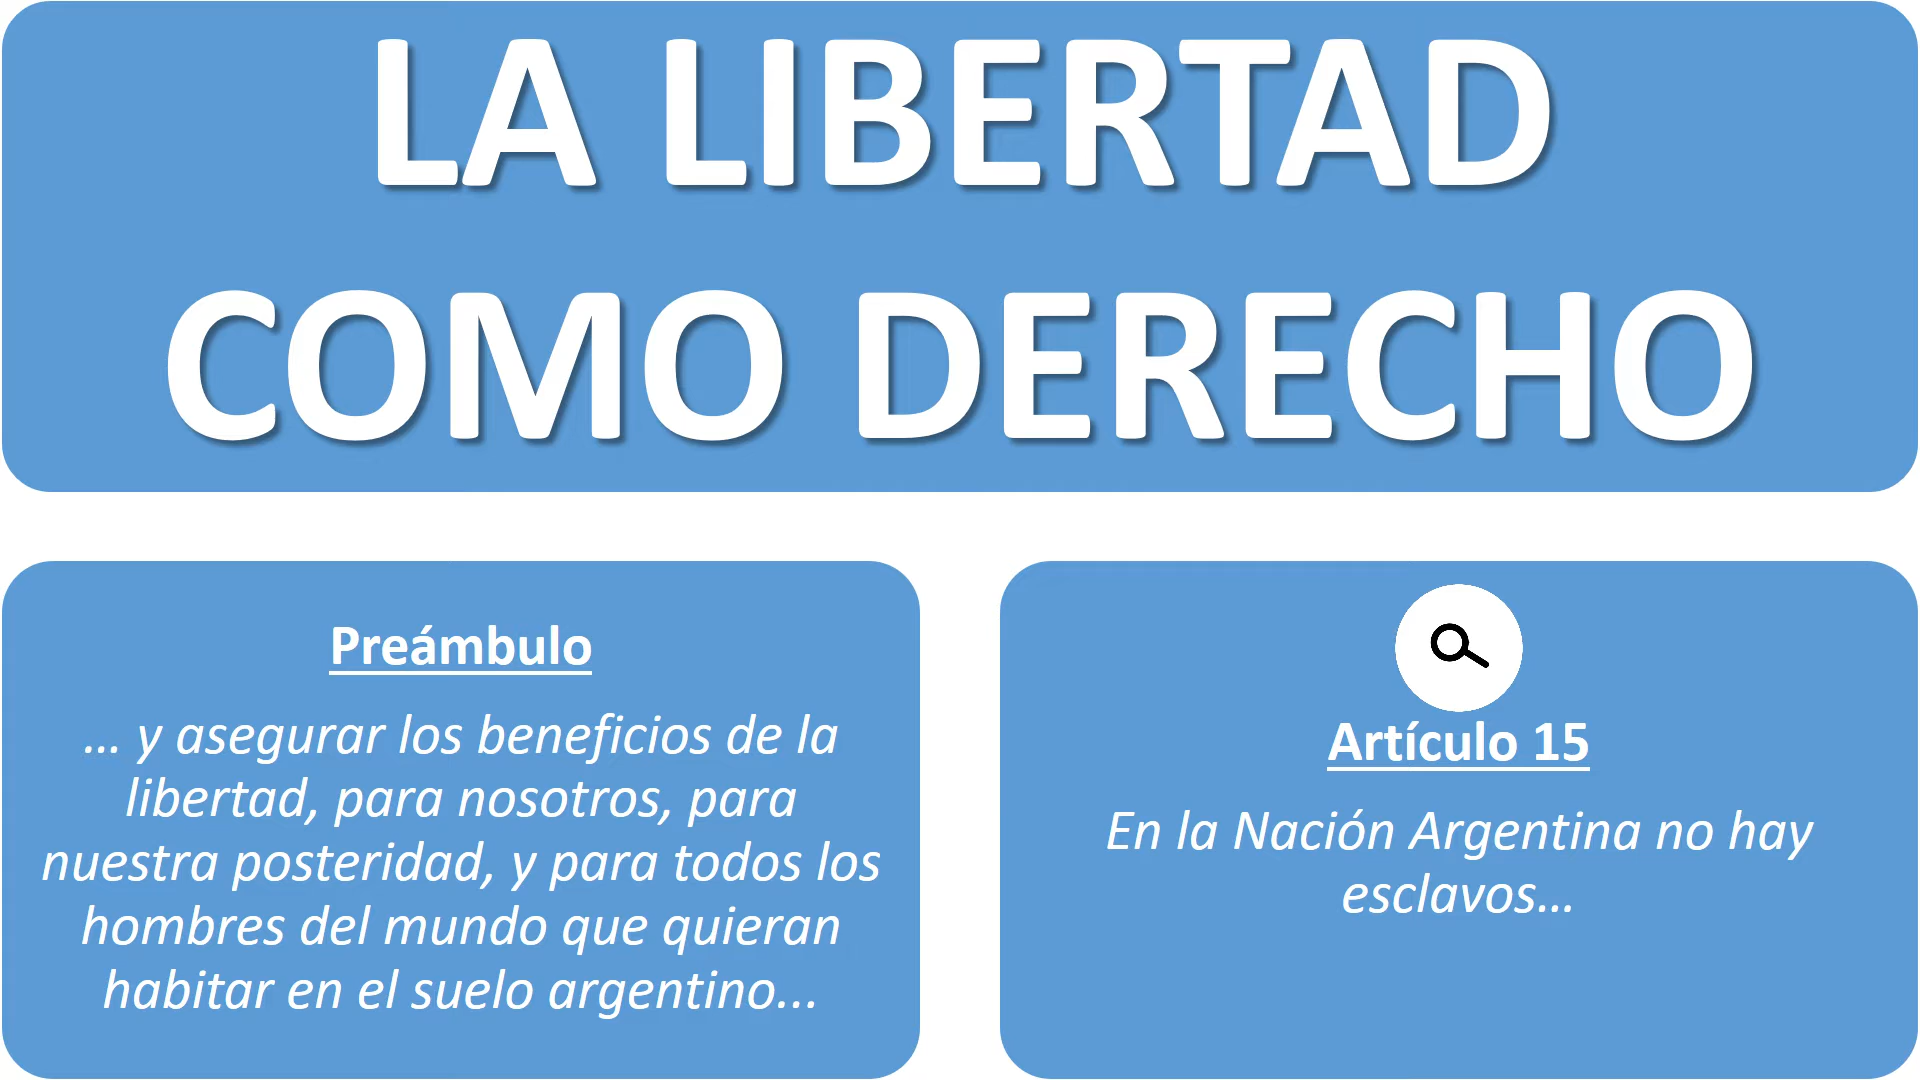 LA LIBERTAD
COMO DERECHO
Preámbulo
... y asegurar los beneficios de la
libertad, para nosotros, para
nuestra posteridad, y para todos los
hombres del mundo que quieran
habitar en el suelo argentino...
Artículo 15
En la Nación Argentina no hay
esclavos...